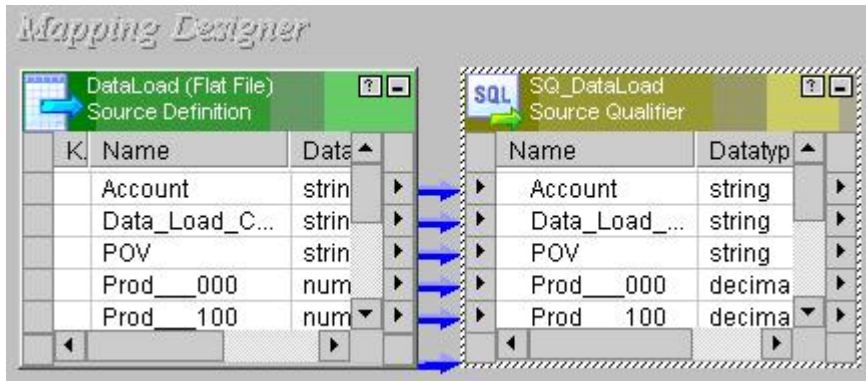 Mapping Designer
DataLoad (Flat File)
Source Definition
K. Name Data
Account strin
Data_Load_C... strin
POV strin
Prod___000 num
Prod___100 num
SQL SQ_DataLoad
Source Qualifier
Name Datatyp
Account string
Data_Load_... string
POV string
Prod___000 decima
Prod___100 decima